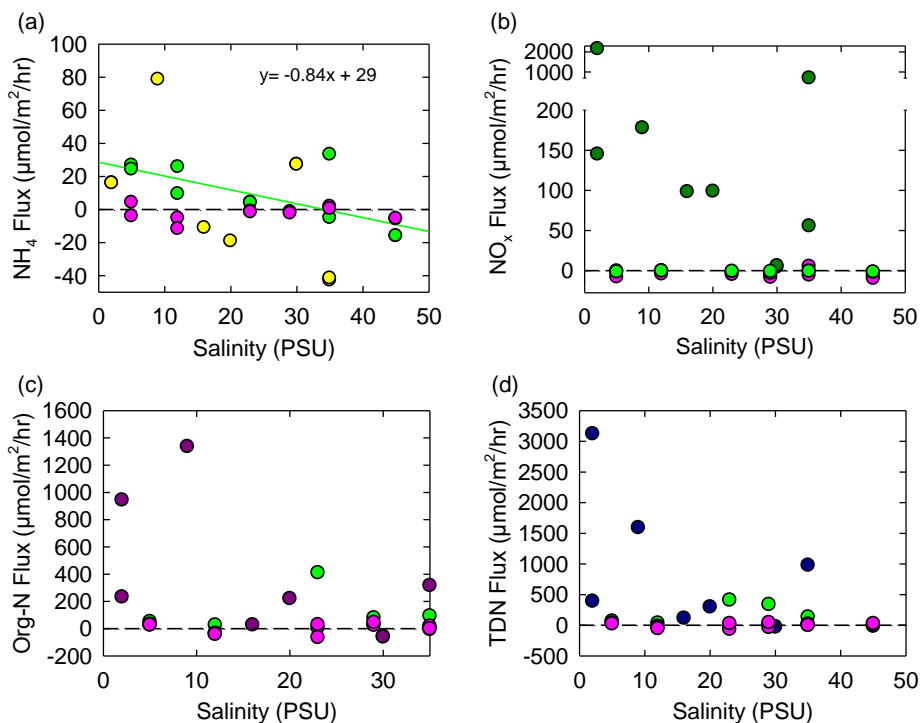 (a)
y= -0.84x + 29
NH4 Flux (µmol/m²/hr)
100
80
60
40
20
0
-20
-40
0 10 20 30 40 50
Salinity (PSU)
(b)
NOx Flux (µmol/m²/hr)
2000
1000
200
150
100
50
0
0 10 20 30 40 50
Salinity (PSU)
(c)
Org-N Flux (µmol/m²/hr)
1600
1400
1200
1000
800
600
400
200
0
-200
0 10 20 30
Salinity (PSU)
(d)
TDN Flux (µmol/m²/hr)
3500
3000
2500
2000
1500
1000
500
0
-500
0 10 20 30 40 50
Salinity (PSU)